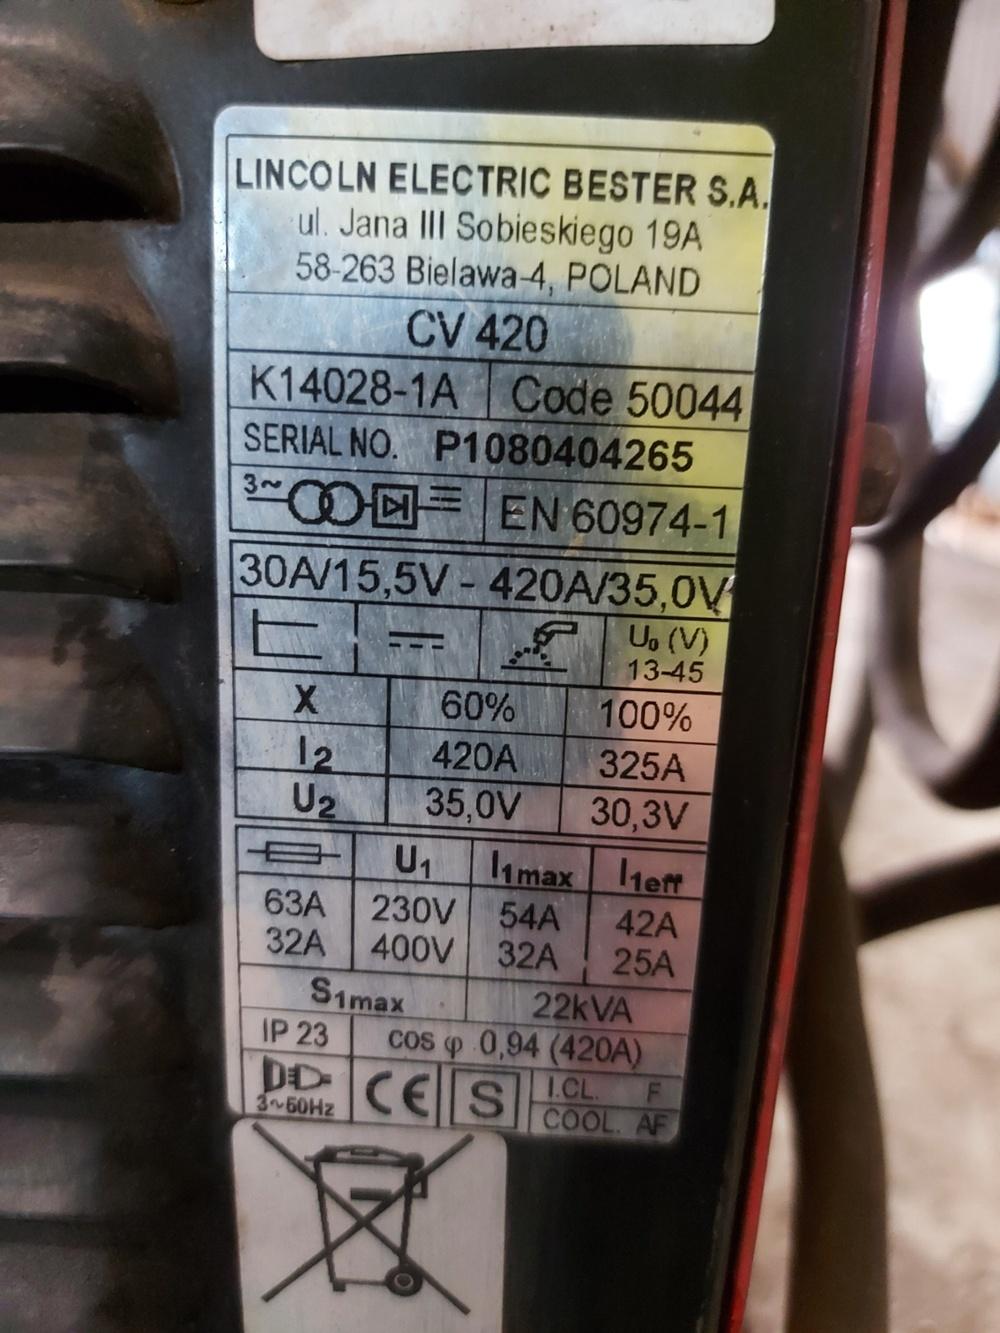 LINCOLN ELECTRIC BESTER S.A.
ul. Jana III Sobieskiego 19A
58-263 Bielawa-4, POLAND
CV 420
K14028-1A Code 50044
SERIAL NO. P1080404265
3~ EN 60974-1
30A/15,5V - 420A/35,0V
U₀ (V)
13-45
X 60% 100%
I₂ 420A 325A
U₂ 35,0V 30,3V
U₁ I₁max I₁eff
63A 230V 54A 42A
32A 400V 32A 25A
S₁max 22kVA
IP 23 cos φ 0,94 (420A)
3~50Hz CE S I.CL. F
COOL. AF